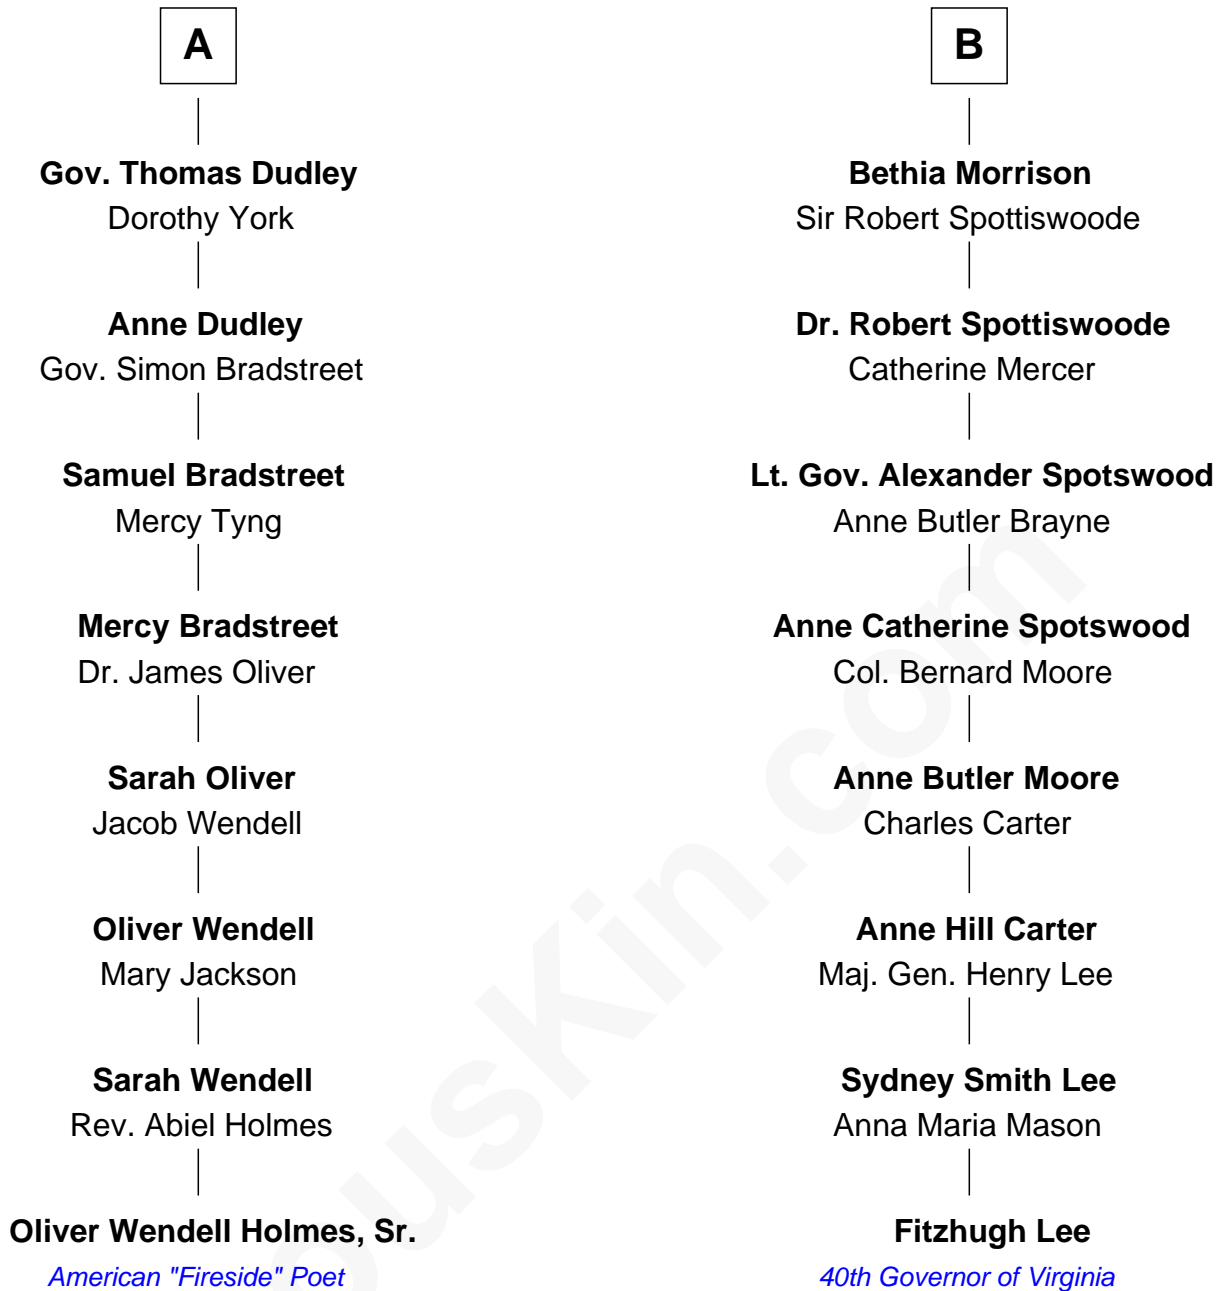 A
Gov. Thomas Dudley
Dorothy York
Anne Dudley
Gov. Simon Bradstreet
Samuel Bradstreet
Mercy Tyng
Mercy Bradstreet
Dr. James Oliver
Sarah Oliver
Jacob Wendell
Oliver Wendell
Mary Jackson
Sarah Wendell
Rev. Abiel Holmes
Oliver Wendell Holmes, Sr.
American "Fireside" Poet
B
Bethia Morrison
Sir Robert Spottiswoode
Dr. Robert Spottiswoode
Catherine Mercer
Lt. Gov. Alexander Spotswood
Anne Butler Brayne
Anne Catherine Spotswood
Col. Bernard Moore
Anne Butler Moore
Charles Carter
Anne Hill Carter
Maj. Gen. Henry Lee
Sydney Smith Lee
Anna Maria Mason
Fitzhugh Lee
40th Governor of Virginia
ousKin.com